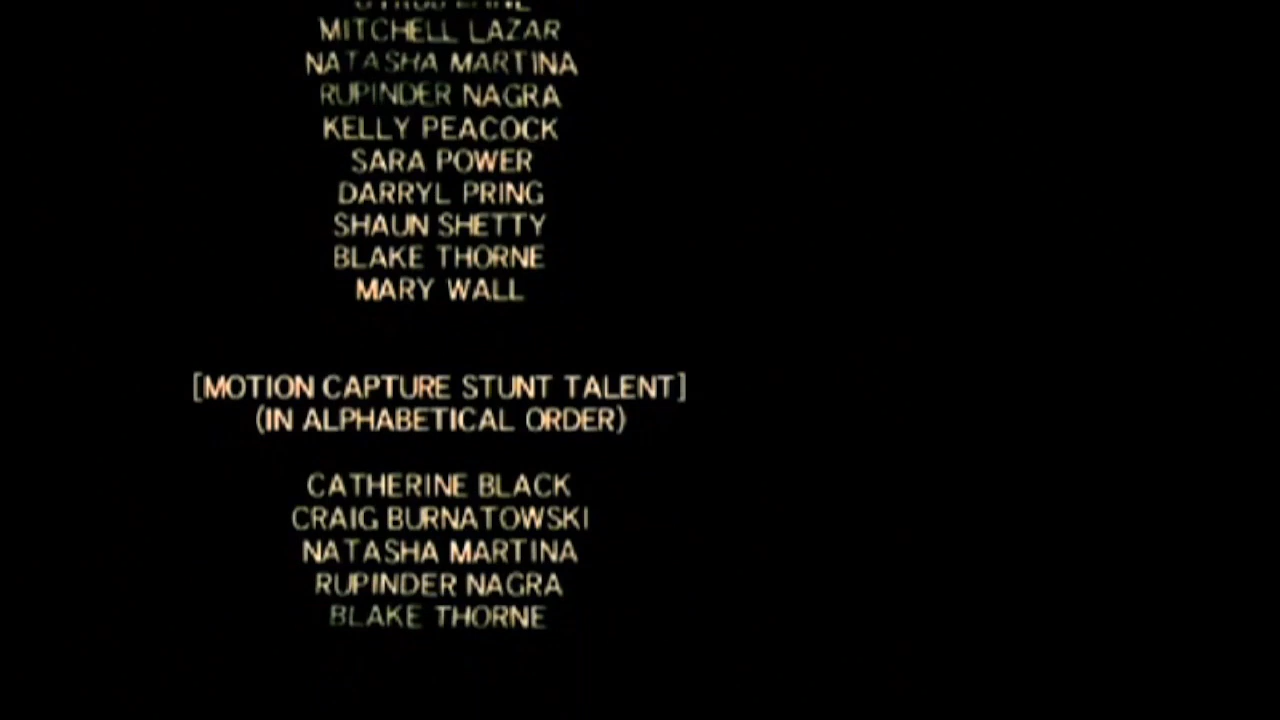 MITCHELL LAZAR
NATASHA MARTINA
RUPINDER NAGRA
KELLY PEACOCK
SARA POWER
DARRYL PRING
SHAUN SHETTY
BLAKE THORNE
MARY WALL
[MOTION CAPTURE STUNT TALENT]
(IN ALPHABETICAL ORDER)
CATHERINE BLACK
CRAIG BURNATOWSKI
NATASHA MARTINA
RUPINDER NAGRA
BLAKE THORNE